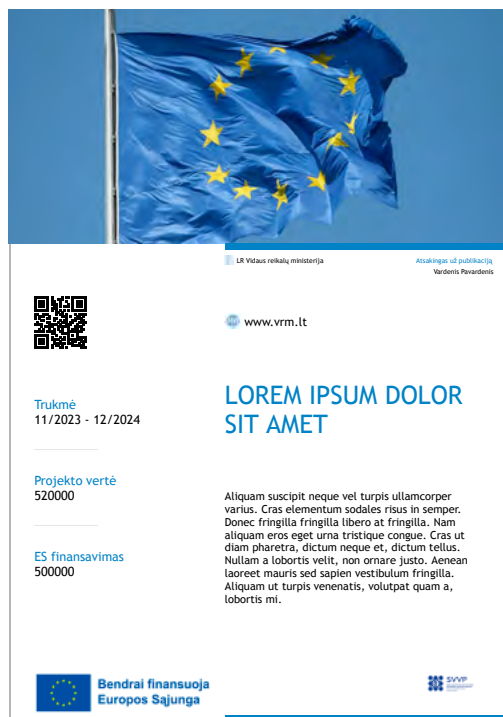 LR Vidaus reikalų ministerija
Atsakingas už publikaciją
Vardenis Pavardenis
www.vrm.lt
Trukmė
11/2023 - 12/2024
Projekto vertė
520000
ES finansavimas
500000
LOREM IPSUM DOLOR
SIT AMET
Aliquam suscipit neque vel turpis ullamcorper
varius. Cras elementum sodales risus in semper.
Donec fringilla fringilla libero at fringilla. Nam
aliquam eros eget urna tristique congue. Cras ut
diam pharetra, dictum neque et, dictum tellus.
Nullam a lobortis velit, non ornare justo. Aenean
laoreet mauris sed sapien vestibulum fringilla.
Aliquam ut turpis venenatis, volutpat quam a,
lobortis mi.
Bendrai finansuoja
Europos Sąjunga
SVVP